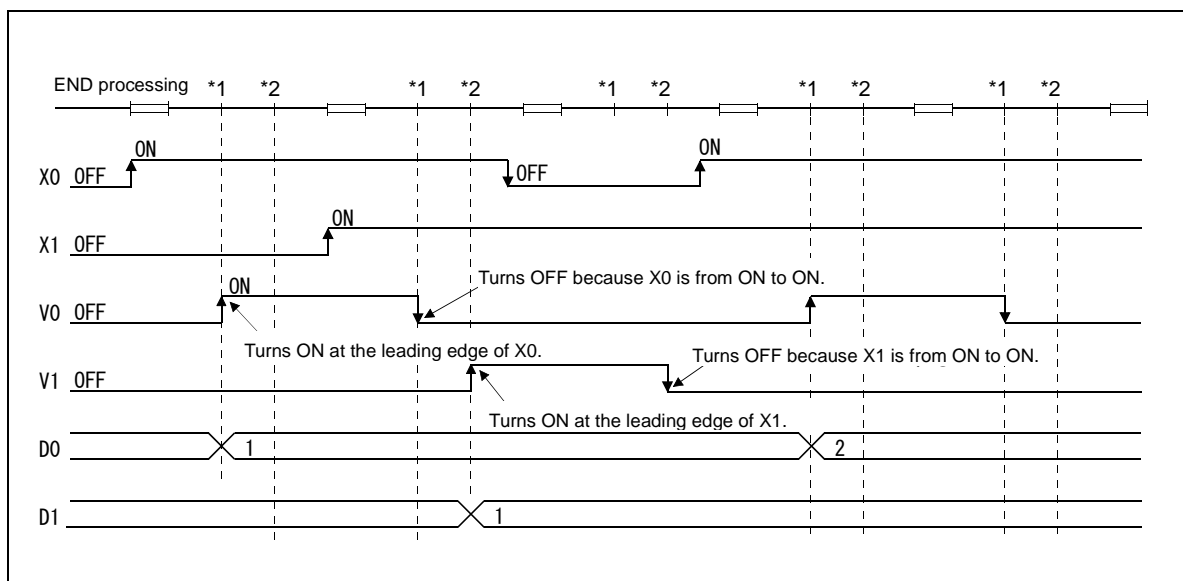 END processing *1 *2 *1 *2 *1 *2 *1 *2 *1 *2
ON ON
X0 OFF OFF
ON
X1 OFF
Turns OFF because X0 is from ON to ON.
ON
V0 OFF
Turns ON at the leading edge of X0.
Turns OFF because X1 is from ON to ON.
V1 OFF
Turns ON at the leading edge of X1.
D0 1 2
D1 1